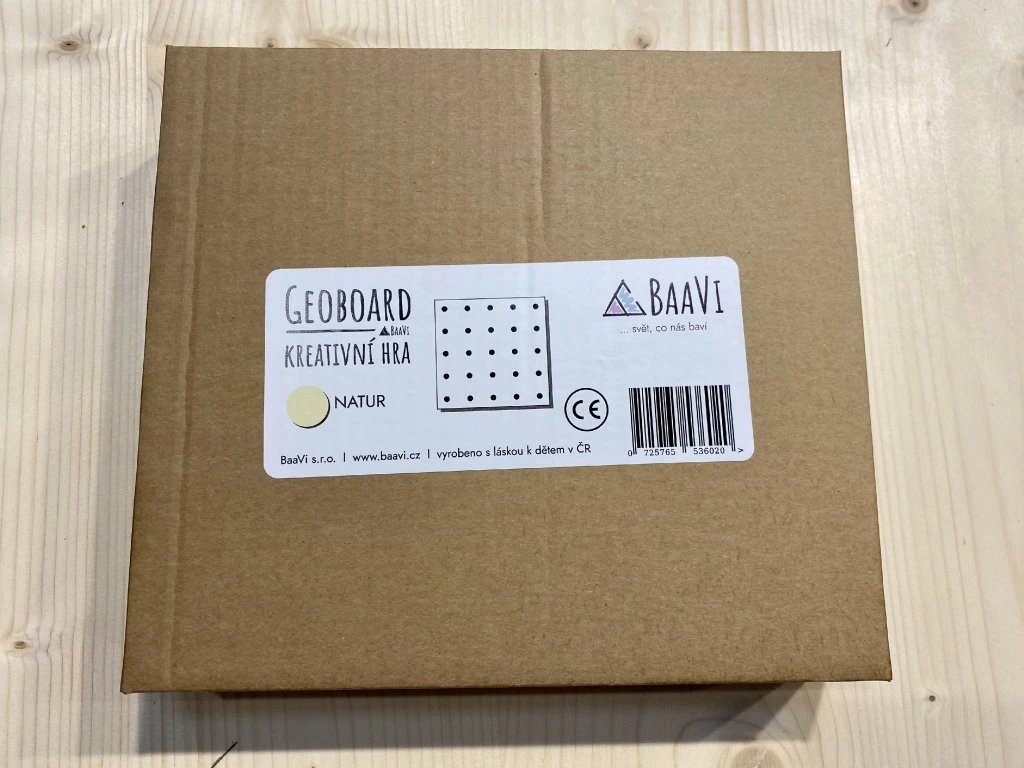 GEOBOARD
BAAVI
KREATIVNÍ HRA
NATUR
BAAVI
... svět, co nás baví
CE
0 725765 536020 >
BaaVi s.r.o. | www.baavi.cz | vyrobeno s láskou k dětem v ČR